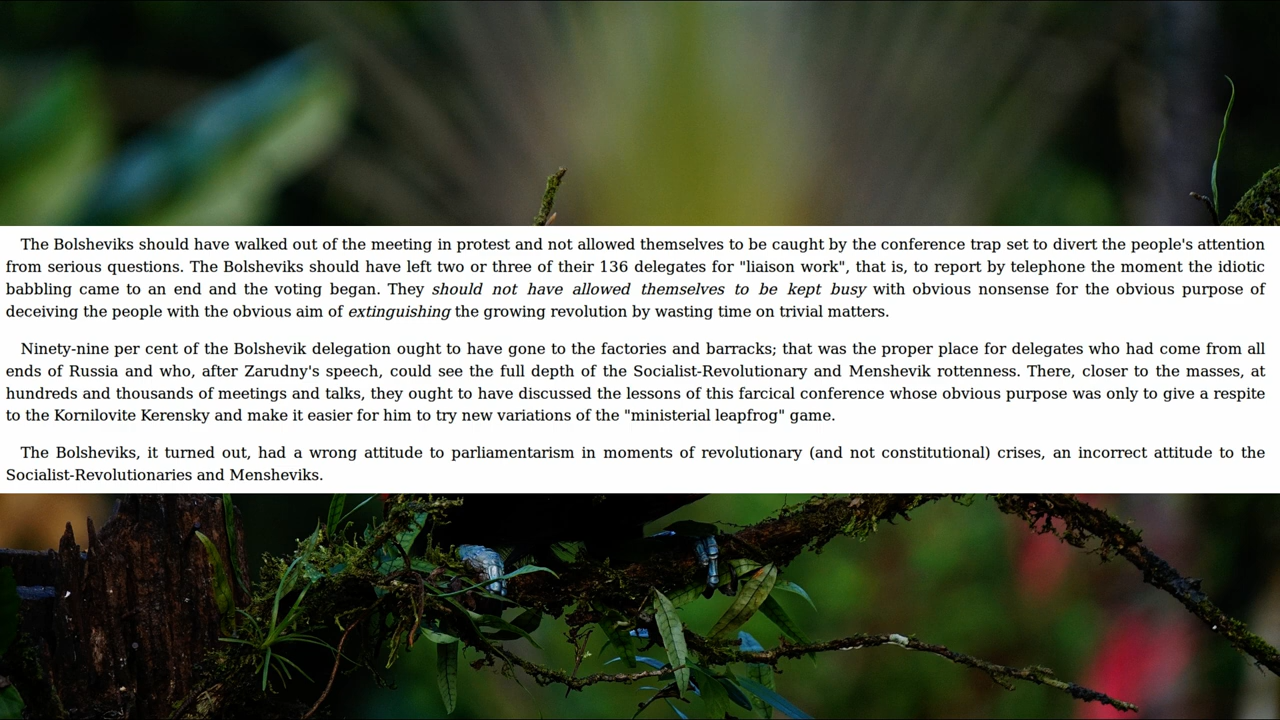 The Bolsheviks should have walked out of the meeting in protest and not allowed themselves to be caught by the conference trap set to divert the people's attention
from serious questions. The Bolsheviks should have left two or three of their 136 delegates for "liaison work", that is, to report by telephone the moment the idiotic
babbling came to an end and the voting began. They should not have allowed themselves to be kept busy with obvious nonsense for the obvious purpose of
deceiving the people with the obvious aim of extinguishing the growing revolution by wasting time on trivial matters.
Ninety-nine per cent of the Bolshevik delegation ought to have gone to the factories and barracks; that was the proper place for delegates who had come from all
ends of Russia and who, after Zarudny's speech, could see the full depth of the Socialist-Revolutionary and Menshevik rottenness. There, closer to the masses, at
hundreds and thousands of meetings and talks, they ought to have discussed the lessons of this farcical conference whose obvious purpose was only to give a respite
to the Kornilovite Kerensky and make it easier for him to try new variations of the "ministerial leapfrog" game.
The Bolsheviks, it turned out, had a wrong attitude to parliamentarism in moments of revolutionary (and not constitutional) crises, an incorrect attitude to the
Socialist-Revolutionaries and Mensheviks.